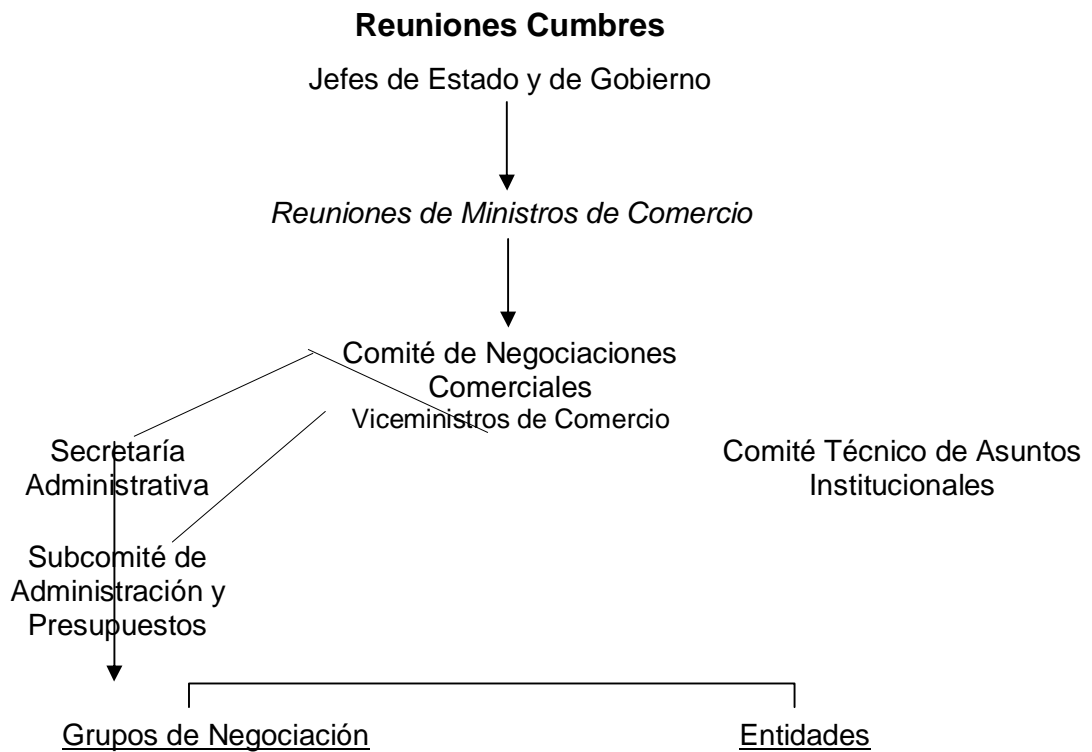 Reuniones Cumbres
Jefes de Estado y de Gobierno
Reuniones de Ministros de Comercio
Comité de Negociaciones
Comerciales
Viceministros de Comercio
Secretaría
Administrativa
Comité Técnico de Asuntos
Institucionales
Subcomité de
Administración y
Presupuestos
Grupos de Negociación
Entidades